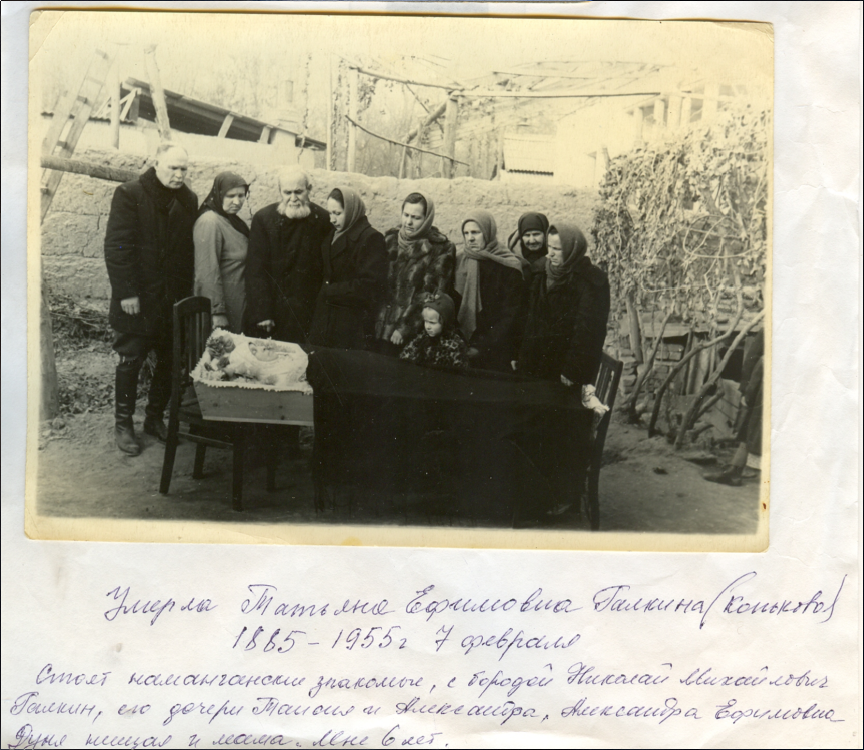 Умерла Татьяна Ефимовна Галкина (Конькова)
1885 – 1955 г 7 февраля
Стоят наманганские знакомые, с бородой Николай Михайлович
Галкин, его дочери Таисия и Александра, Александра Ефимовна
Дуня нищая и мама. Мне 6 лет.